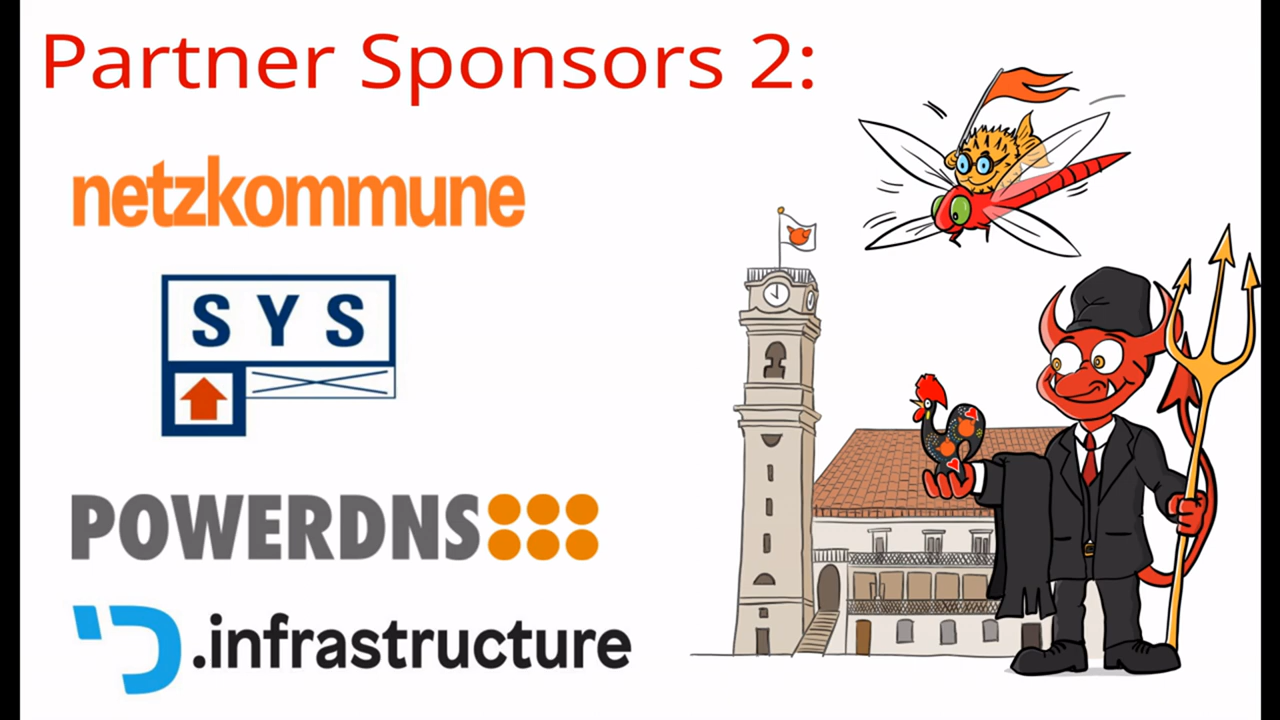 Partner Sponsors 2:
netzkommune
SYS
POWERDNS
.infrastructure